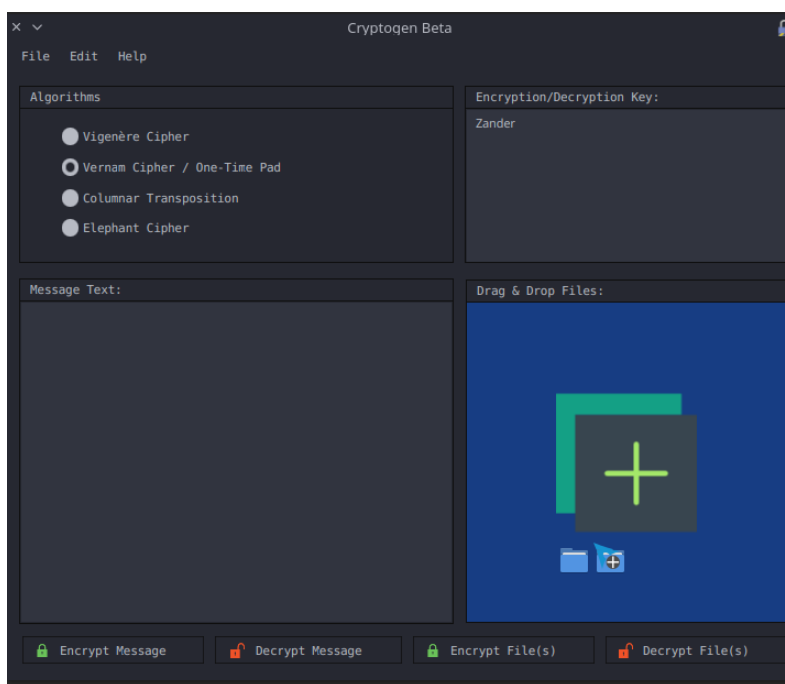 Cryptogen Beta
File Edit Help
Algorithms
Vigenère Cipher
Vernam Cipher / One-Time Pad
Columnar Transposition
Elephant Cipher
Encryption/Decryption Key:
Zander
Message Text:
Drag & Drop Files:
Encrypt Message
Decrypt Message
Encrypt File(s)
Decrypt File(s)